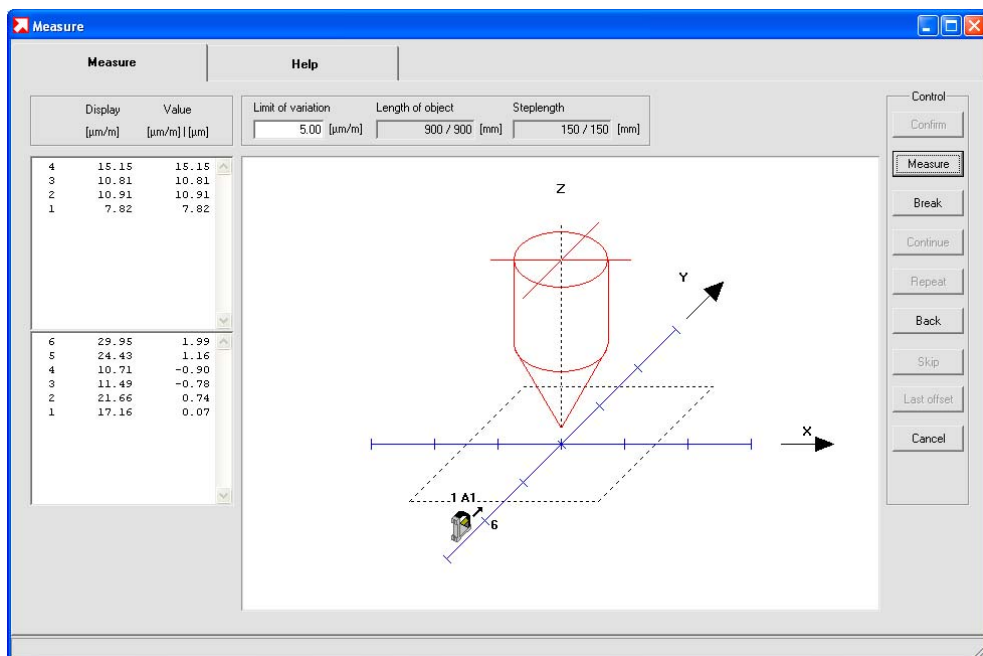 Measure
Measure Help
Display Value
[µm/m] [µm/m] | [µm]
Limit of variation Length of object Steplength
5.00 [µm/m] 900 / 900 [mm] 150 / 150 [mm]
4 15.15 15.15
3 10.81 10.81
2 10.91 10.91
1 7.82 7.82
6 29.95 1.99
5 24.43 1.16
4 10.71 -0.90
3 11.49 -0.78
2 21.66 0.74
1 17.16 0.07
Z
Y
X
1 A1
6
Control
Confirm
Measure
Break
Continue
Repeat
Back
Skip
Last offset
Cancel